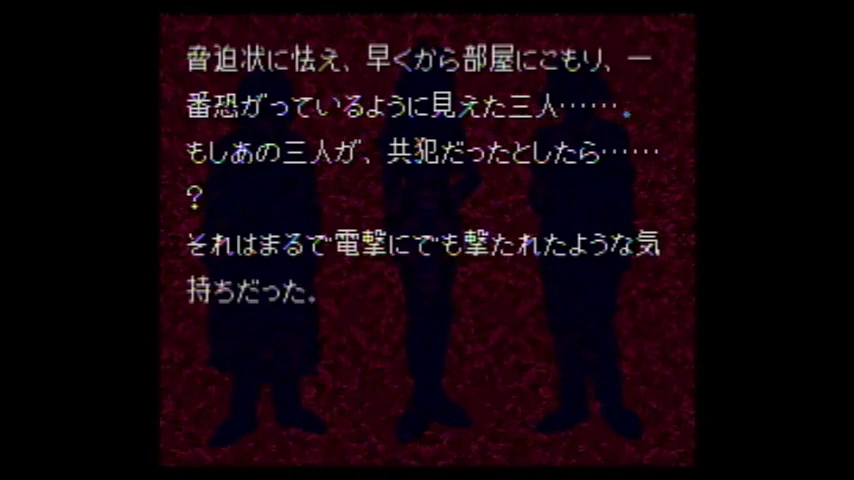 脅迫状に怯え、早くから部屋にこもり、一
番恐がっているように見えた三人……。
もしあの三人が、共犯だったとしたら……
？
それはまるで電撃にでも撃たれたような気
持ちだった。